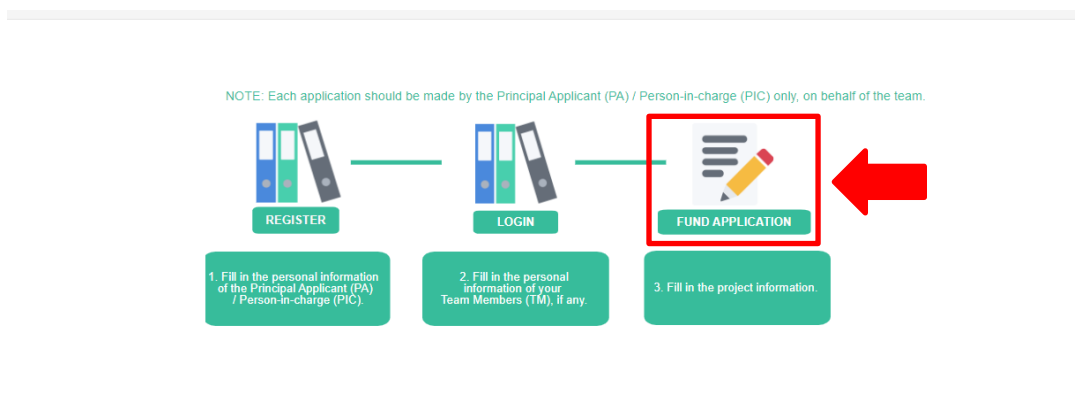 NOTE: Each application should be made by the Principal Applicant (PA) / Person-in-charge (PIC) only, on behalf of the team.
REGISTER
LOGIN
FUND APPLICATION
1. Fill in the personal information
of the Principal Applicant (PA)
/ Person-in-charge (PIC).
2. Fill in the personal
information of your
Team Members (TM), if any.
3. Fill in the project information.